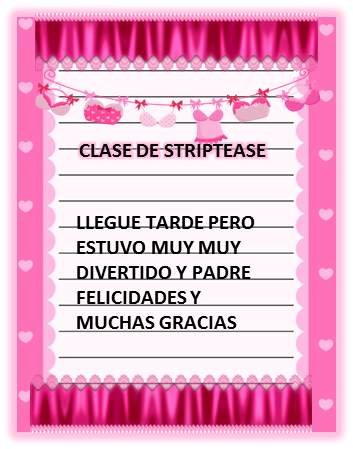 CLASE DE STRIPTEASE
LLEGUE TARDE PERO
ESTUVO MUY MUY
DIVERTIDO Y PADRE
FELICIDADES Y
MUCHAS GRACIAS